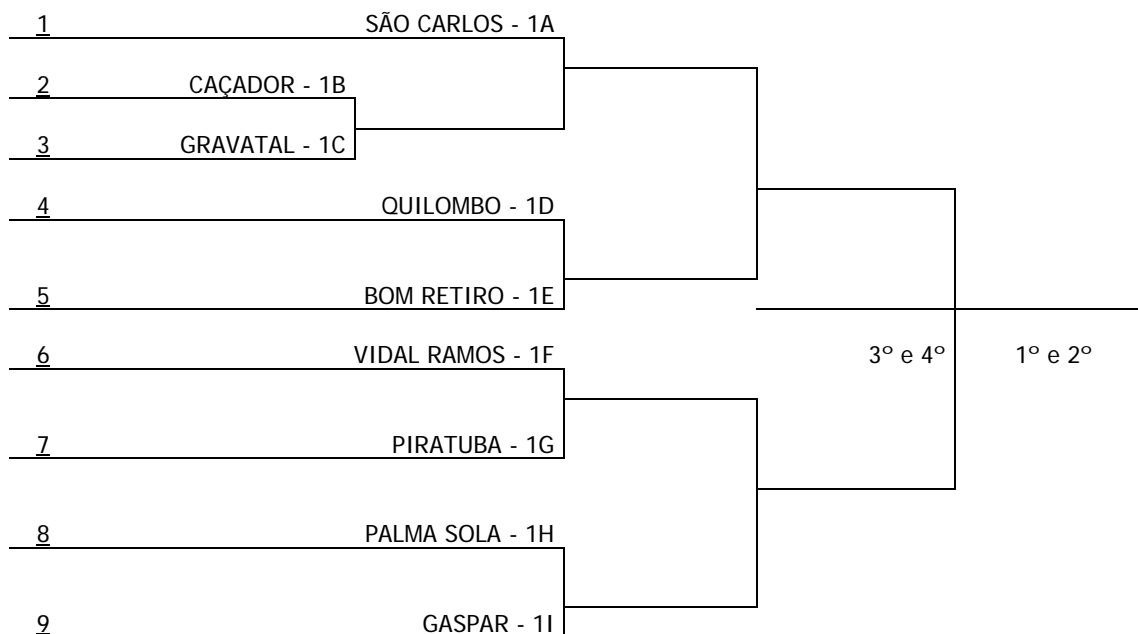 1 SÃO CARLOS - 1A
2 CAÇADOR - 1B
3 GRAVATAL - 1C
4 QUILOMBO - 1D
5 BOM RETIRO - 1E
6 VIDAL RAMOS - 1F
3º e 4º 1º e 2º
7 PIRATUBA - 1G
8 PALMA SOLA - 1H
9 GASPAR - 1I